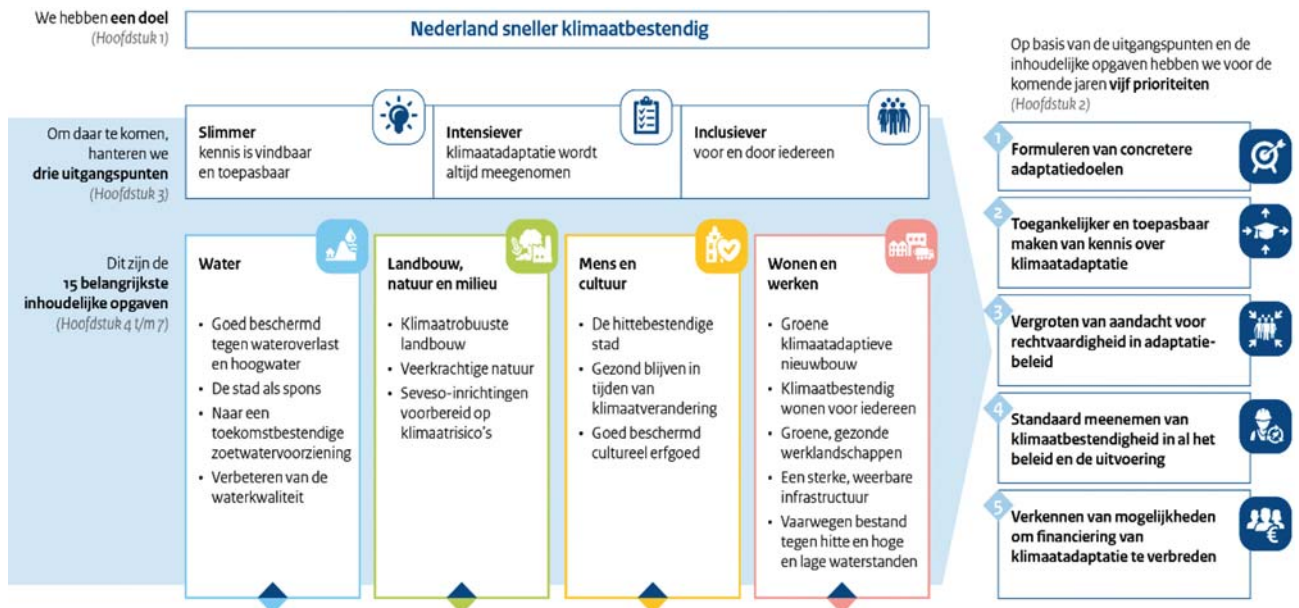 We hebben een doel
(Hoofdstuk 1)
Nederland sneller klimaatbestendig
Om daar te komen,
hanteren we
drie uitgangspunten
(Hoofdstuk 3)
Slimmer
kennis is vindbaar
en toepasbaar
Intensiever
klimaatadaptatie wordt
altijd meegenomen
Inclusiever
voor en door iedereen
Dit zijn de
15 belangrijkste
inhoudelijke opgaven
(Hoofdstuk 4 t/m 7)
Water
• Goed beschermd
tegen wateroverlast
en hoogwater
• De stad als spons
• Naar een
toekomstbestendige
zoetwatervoorziening
• Verbeteren van de
waterkwaliteit
Landbouw,
natuur en milieu
• Klimaatrobuuste
landbouw
• Veerkrachtige natuur
• Seveso-inrichtingen
voorbereid op
klimaatrisico's
Mens en
cultuur
• De hittebestendige
stad
• Gezond blijven in
tijden van
klimaatverandering
• Goed beschermd
cultureel erfgoed
Wonen en
werken
• Groene
klimaatadaptieve
nieuwbouw
• Klimaatbestendig
wonen voor iedereen
• Groene, gezonde
werklandschappen
• Een sterke, weerbare
infrastructuur
• Vaarwegen bestand
tegen hitte en hoge
en lage waterstanden
Op basis van de uitgangspunten en de
inhoudelijke opgaven hebben we voor de
komende jaren vijf prioriteiten
(Hoofdstuk 2)
1
Formuleren van concretere
adaptatiedoelen
2
Toegankelijker en toepasbaar
maken van kennis over
klimaatadaptatie
3
Vergroten van aandacht voor
rechtvaardigheid in adaptatie-
beleid
4
Standaard meenemen van
klimaatbestendigheid in al het
beleid en de uitvoering
5
Verkennen van mogelijkheden
om financiering van
klimaatadaptatie te verbreden
€